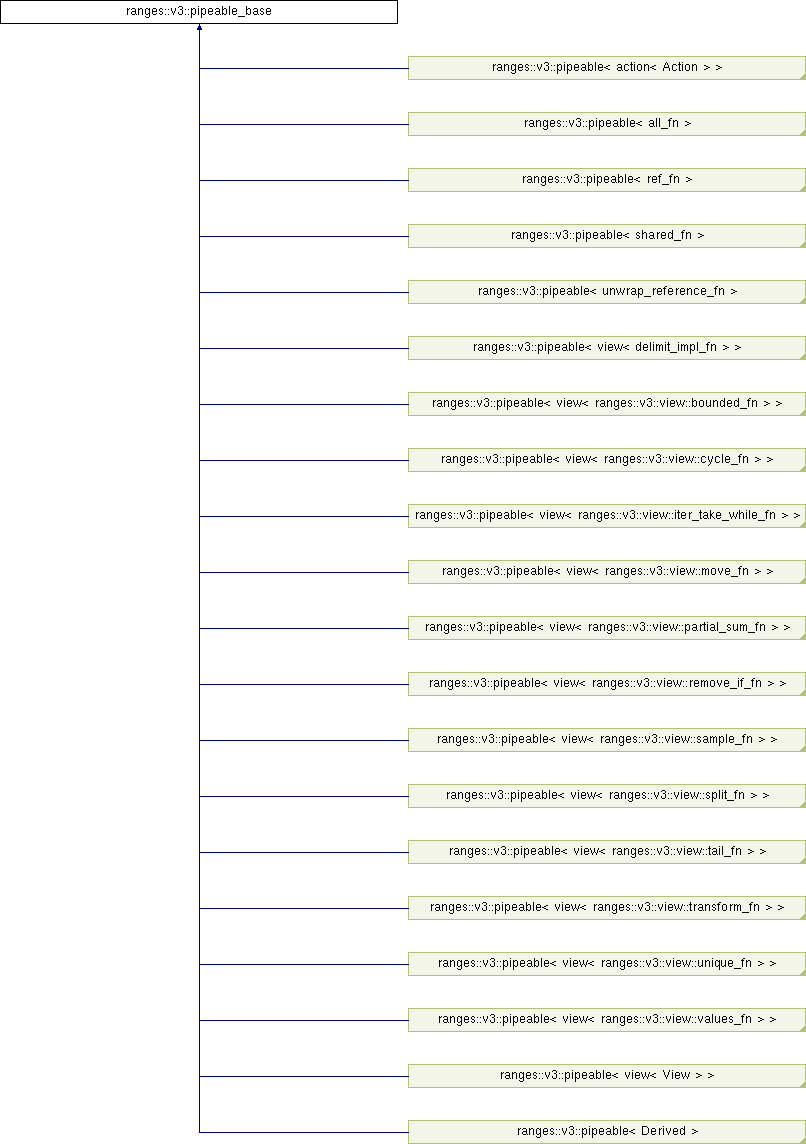 ranges::v3::pipeable_base
ranges::v3::pipeable< action< Action > >
ranges::v3::pipeable< all_fn >
ranges::v3::pipeable< ref_fn >
ranges::v3::pipeable< shared_fn >
ranges::v3::pipeable< unwrap_reference_fn >
ranges::v3::pipeable< view< delimit_impl_fn > >
ranges::v3::pipeable< view< ranges::v3::view::bounded_fn > >
ranges::v3::pipeable< view< ranges::v3::view::cycle_fn > >
ranges::v3::pipeable< view< ranges::v3::view::iter_take_while_fn > >
ranges::v3::pipeable< view< ranges::v3::view::move_fn > >
ranges::v3::pipeable< view< ranges::v3::view::partial_sum_fn > >
ranges::v3::pipeable< view< ranges::v3::view::remove_if_fn > >
ranges::v3::pipeable< view< ranges::v3::view::sample_fn > >
ranges::v3::pipeable< view< ranges::v3::view::split_fn > >
ranges::v3::pipeable< view< ranges::v3::view::tail_fn > >
ranges::v3::pipeable< view< ranges::v3::view::transform_fn > >
ranges::v3::pipeable< view< ranges::v3::view::unique_fn > >
ranges::v3::pipeable< view< ranges::v3::view::values_fn > >
ranges::v3::pipeable< view< View > >
ranges::v3::pipeable< Derived >